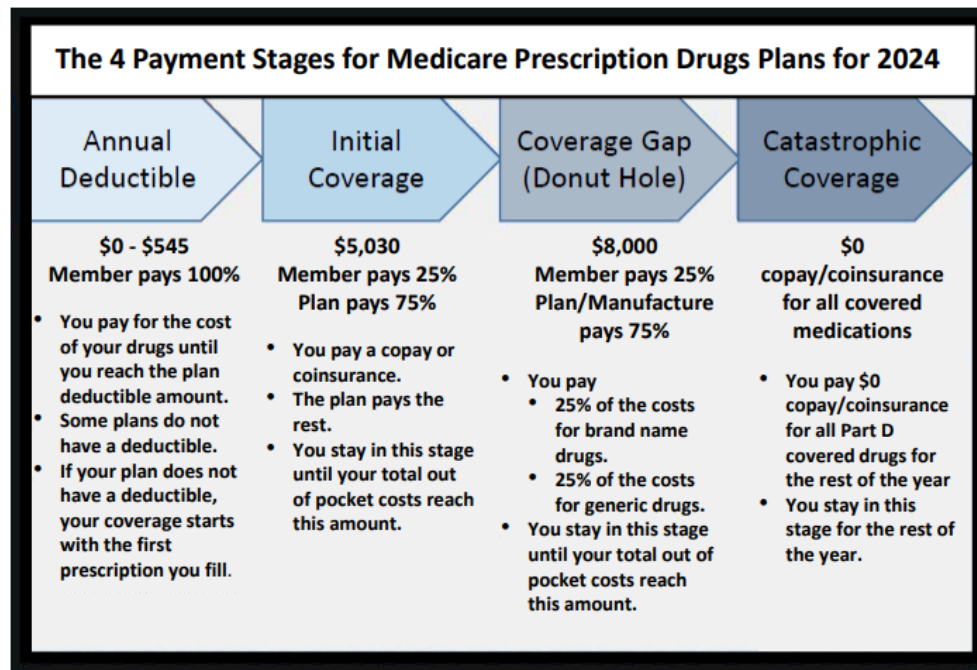 The 4 Payment Stages for Medicare Prescription Drugs Plans for 2024
Annual
Deductible
$0 - $545
Member pays 100%
• You pay for the cost
of your drugs until
you reach the plan
deductible amount.
• Some plans do not
have a deductible.
• If your plan does not
have a deductible,
your coverage starts
with the first
prescription you fill.
Initial
Coverage
$5,030
Member pays 25%
Plan pays 75%
• You pay a copay or
coinsurance.
• The plan pays the
rest.
• You stay in this stage
until your total out
of pocket costs reach
this amount.
Coverage Gap
(Donut Hole)
$8,000
Member pays 25%
Plan/Manufacture
pays 75%
• You pay
• 25% of the costs
for brand name
drugs.
• 25% of the costs
for generic drugs.
• You stay in this stage
until your total out of
pocket costs reach
this amount.
Catastrophic
Coverage
$0
copay/coinsurance
for all covered
medications
• You pay $0
copay/coinsurance
for all Part D
covered drugs for
the rest of the year
• You stay in this
stage for the rest of
the year.